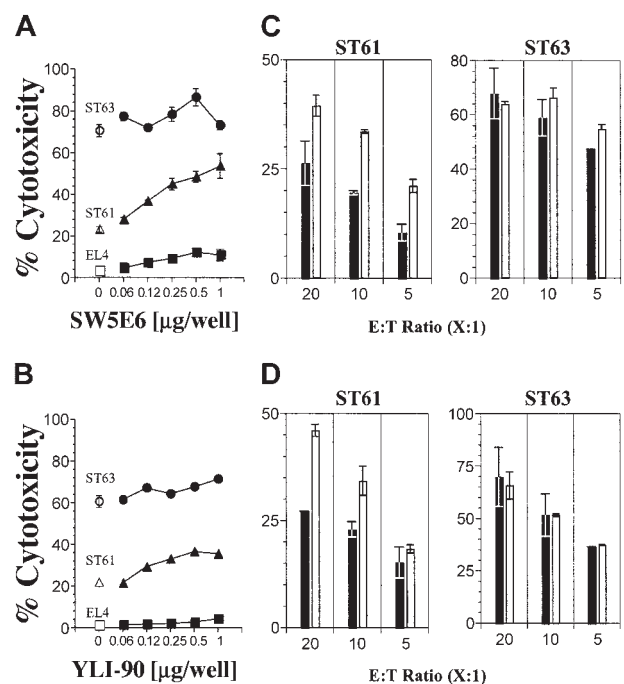 A
% Cytotoxicity
100
80
60
40
20
0
ST63
ST61
EL4
0 0.06 0.12 0.25 0.5 1
SW5E6 [μg/well]
C
ST61
50
25
0
20 10 5
ST63
80
60
40
20
0
20 10 5
E:T Ratio (X:1)
B
% Cytotoxicity
100
80
60
40
20
0
ST63
ST61
EL4
0 0.06 0.12 0.25 0.5 1
YLI-90 [μg/well]
D
ST61
50
25
0
20 10 5
ST63
100
75
50
25
0
20 10 5
E:T Ratio (X:1)